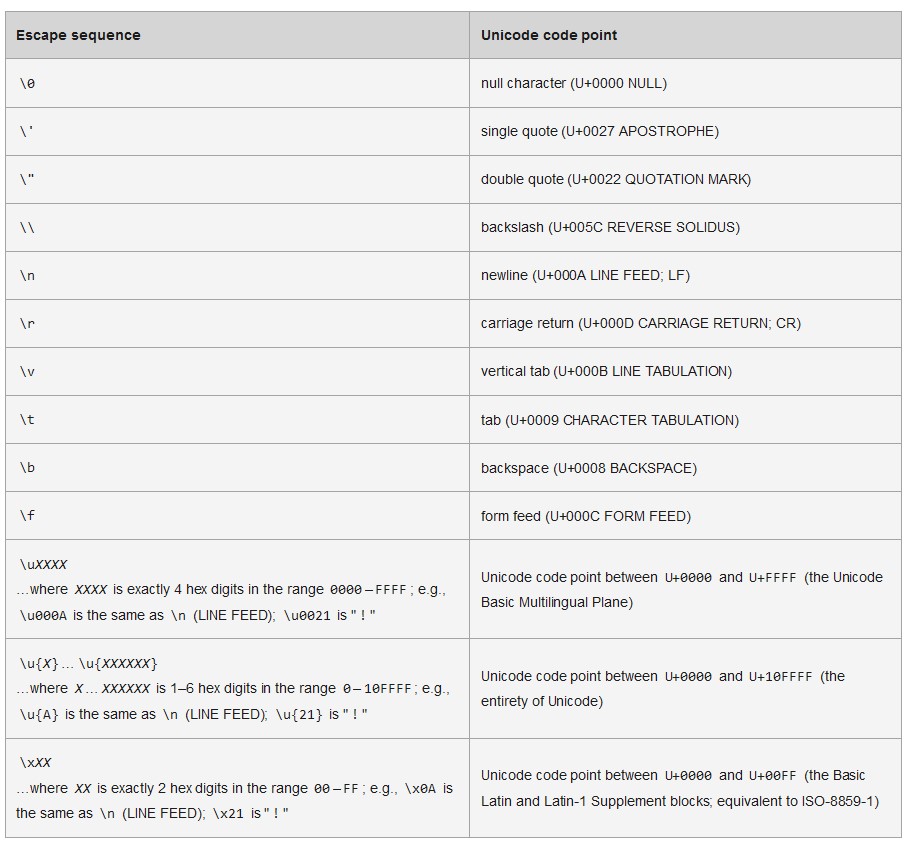 Escape sequence Unicode code point
\0 null character (U+0000 NULL)
\' single quote (U+0027 APOSTROPHE)
\" double quote (U+0022 QUOTATION MARK)
\\ backslash (U+005C REVERSE SOLIDUS)
\n newline (U+000A LINE FEED; LF)
\r carriage return (U+000D CARRIAGE RETURN; CR)
\v vertical tab (U+000B LINE TABULATION)
\t tab (U+0009 CHARACTER TABULATION)
\b backspace (U+0008 BACKSPACE)
\f form feed (U+000C FORM FEED)
\uXXXX
…where XXXX is exactly 4 hex digits in the range 0000–FFFF; e.g.,
\u000A is the same as \n (LINE FEED); \u0021 is "!"
Unicode code point between U+0000 and U+FFFF (the Unicode
Basic Multilingual Plane)
\u{X}…\u{XXXXXX}
…where X…XXXXXX is 1–6 hex digits in the range 0–10FFFF; e.g.,
\u{A} is the same as \n (LINE FEED); \u{21} is "!"
Unicode code point between U+0000 and U+10FFFF (the
entirety of Unicode)
\xXX
…where XX is exactly 2 hex digits in the range 00–FF; e.g., \x0A is
the same as \n (LINE FEED); \x21 is "!"
Unicode code point between U+0000 and U+00FF (the Basic
Latin and Latin-1 Supplement blocks; equivalent to ISO-8859-1)